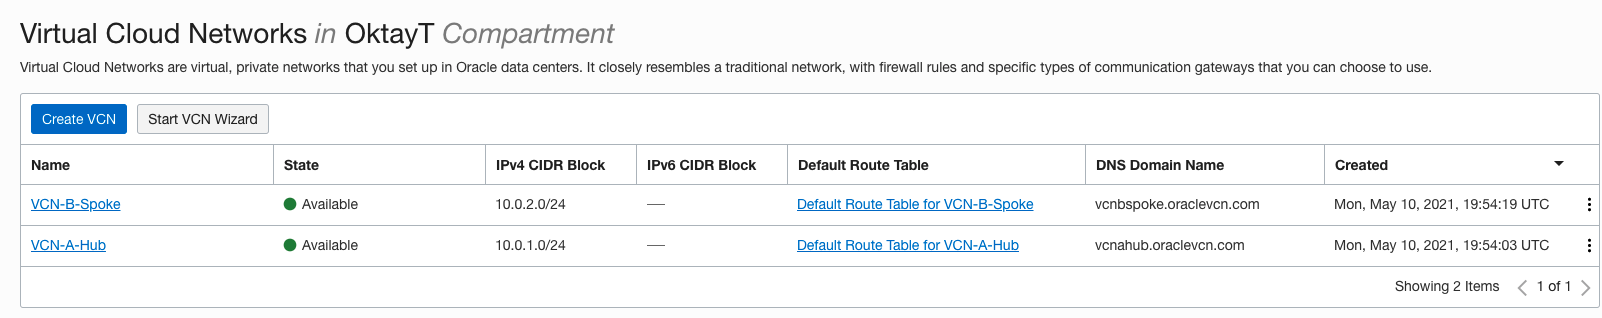 Virtual Cloud Networks in OktayT Compartment
Virtual Cloud Networks are virtual, private networks that you set up in Oracle data centers. It closely resembles a traditional network, with firewall rules and specific types of communication gateways that you can choose to use.
Create VCN Start VCN Wizard
Name State IPv4 CIDR Block IPv6 CIDR Block Default Route Table DNS Domain Name Created
VCN-B-Spoke Available 10.0.2.0/24 — Default Route Table for VCN-B-Spoke vcnbspoke.oraclevcn.com Mon, May 10, 2021, 19:54:19 UTC
VCN-A-Hub Available 10.0.1.0/24 — Default Route Table for VCN-A-Hub vcnahub.oraclevcn.com Mon, May 10, 2021, 19:54:03 UTC
Showing 2 Items 1 of 1